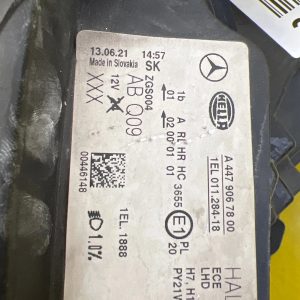 13.06.21 14:57
Made in Slovakia SK
12V
XXX
ZGS004
AB Q09
00446148
HELLA
1b A RL HR HC 3655 E1 PL
01 02 00 01 01 20
A 447 906 78 00
1EL 011.284-18
1EL. 1888
1.0%
HAL
ECE
LHD
H7, H1
PY21W